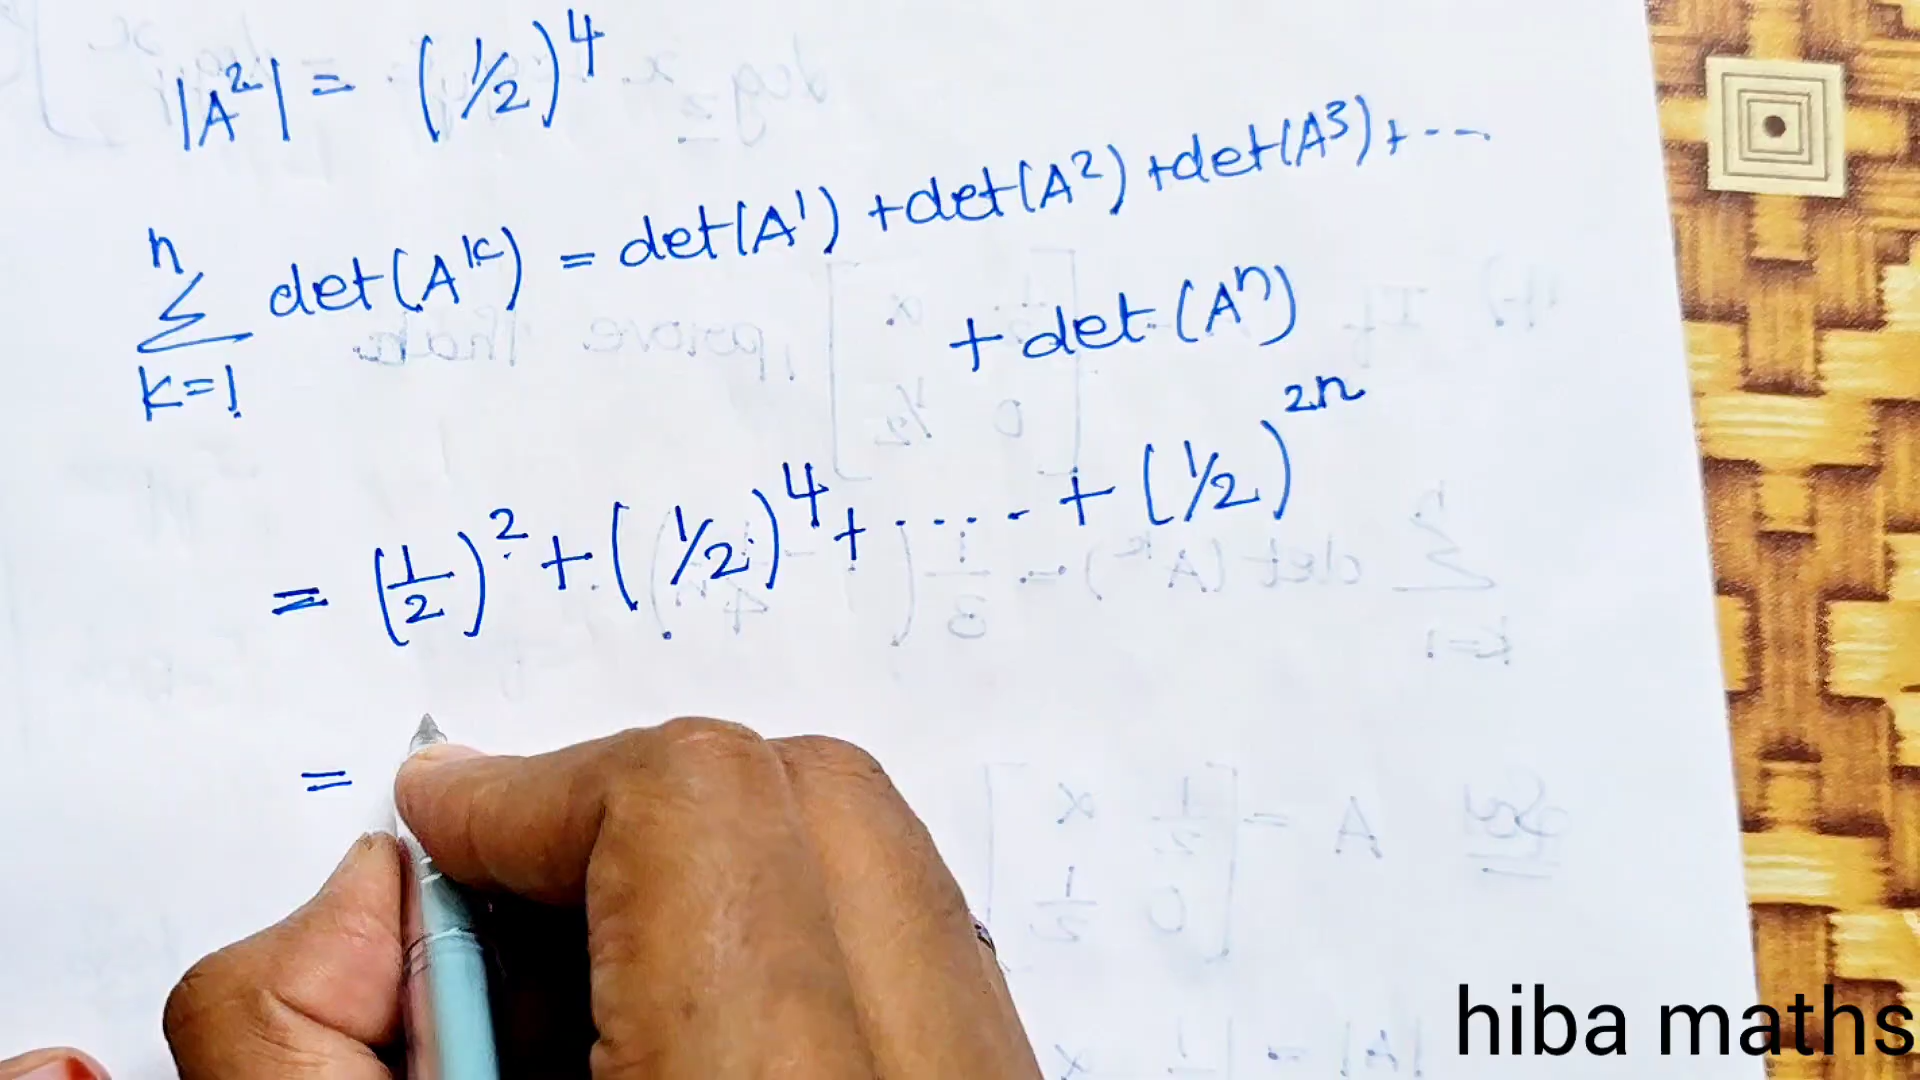 |A²| = (1/2)⁴
n
∑ det(Aᵏ) = det(A¹) + det(A²) + det(A³) + ---
k=1
+ det(Aⁿ)
= (1/2)² + (1/2)⁴ + ..... + (1/2)²ⁿ
=
hiba maths